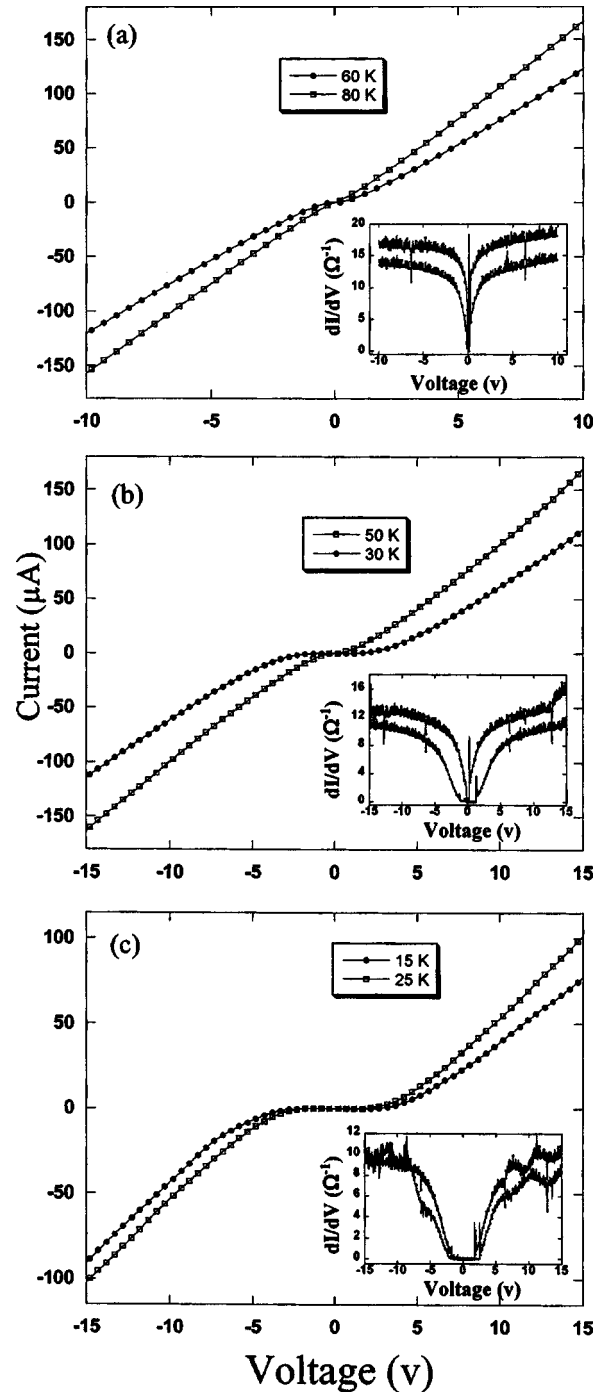 (a)
60 K
80 K
150
100
50
0
-50
-100
-150
-10 -5 0 5 10
dI/dV (Ω⁻¹)
20
15
10
5
0
-10 -5 0 5 10
Voltage (v)
(b)
50 K
30 K
Current (μA)
150
100
50
0
-50
-100
-150
-15 -10 -5 0 5 10 15
dI/dV (Ω⁻¹)
16
12
8
4
0
-15 -10 -5 0 5 10 15
Voltage (v)
(c)
15 K
25 K
100
50
0
-50
-100
-15 -10 -5 0 5 10 15
dI/dV (Ω⁻¹)
12
10
8
6
4
2
0
-15 -10 -5 0 5 10 15
Voltage (v)
Voltage (v)